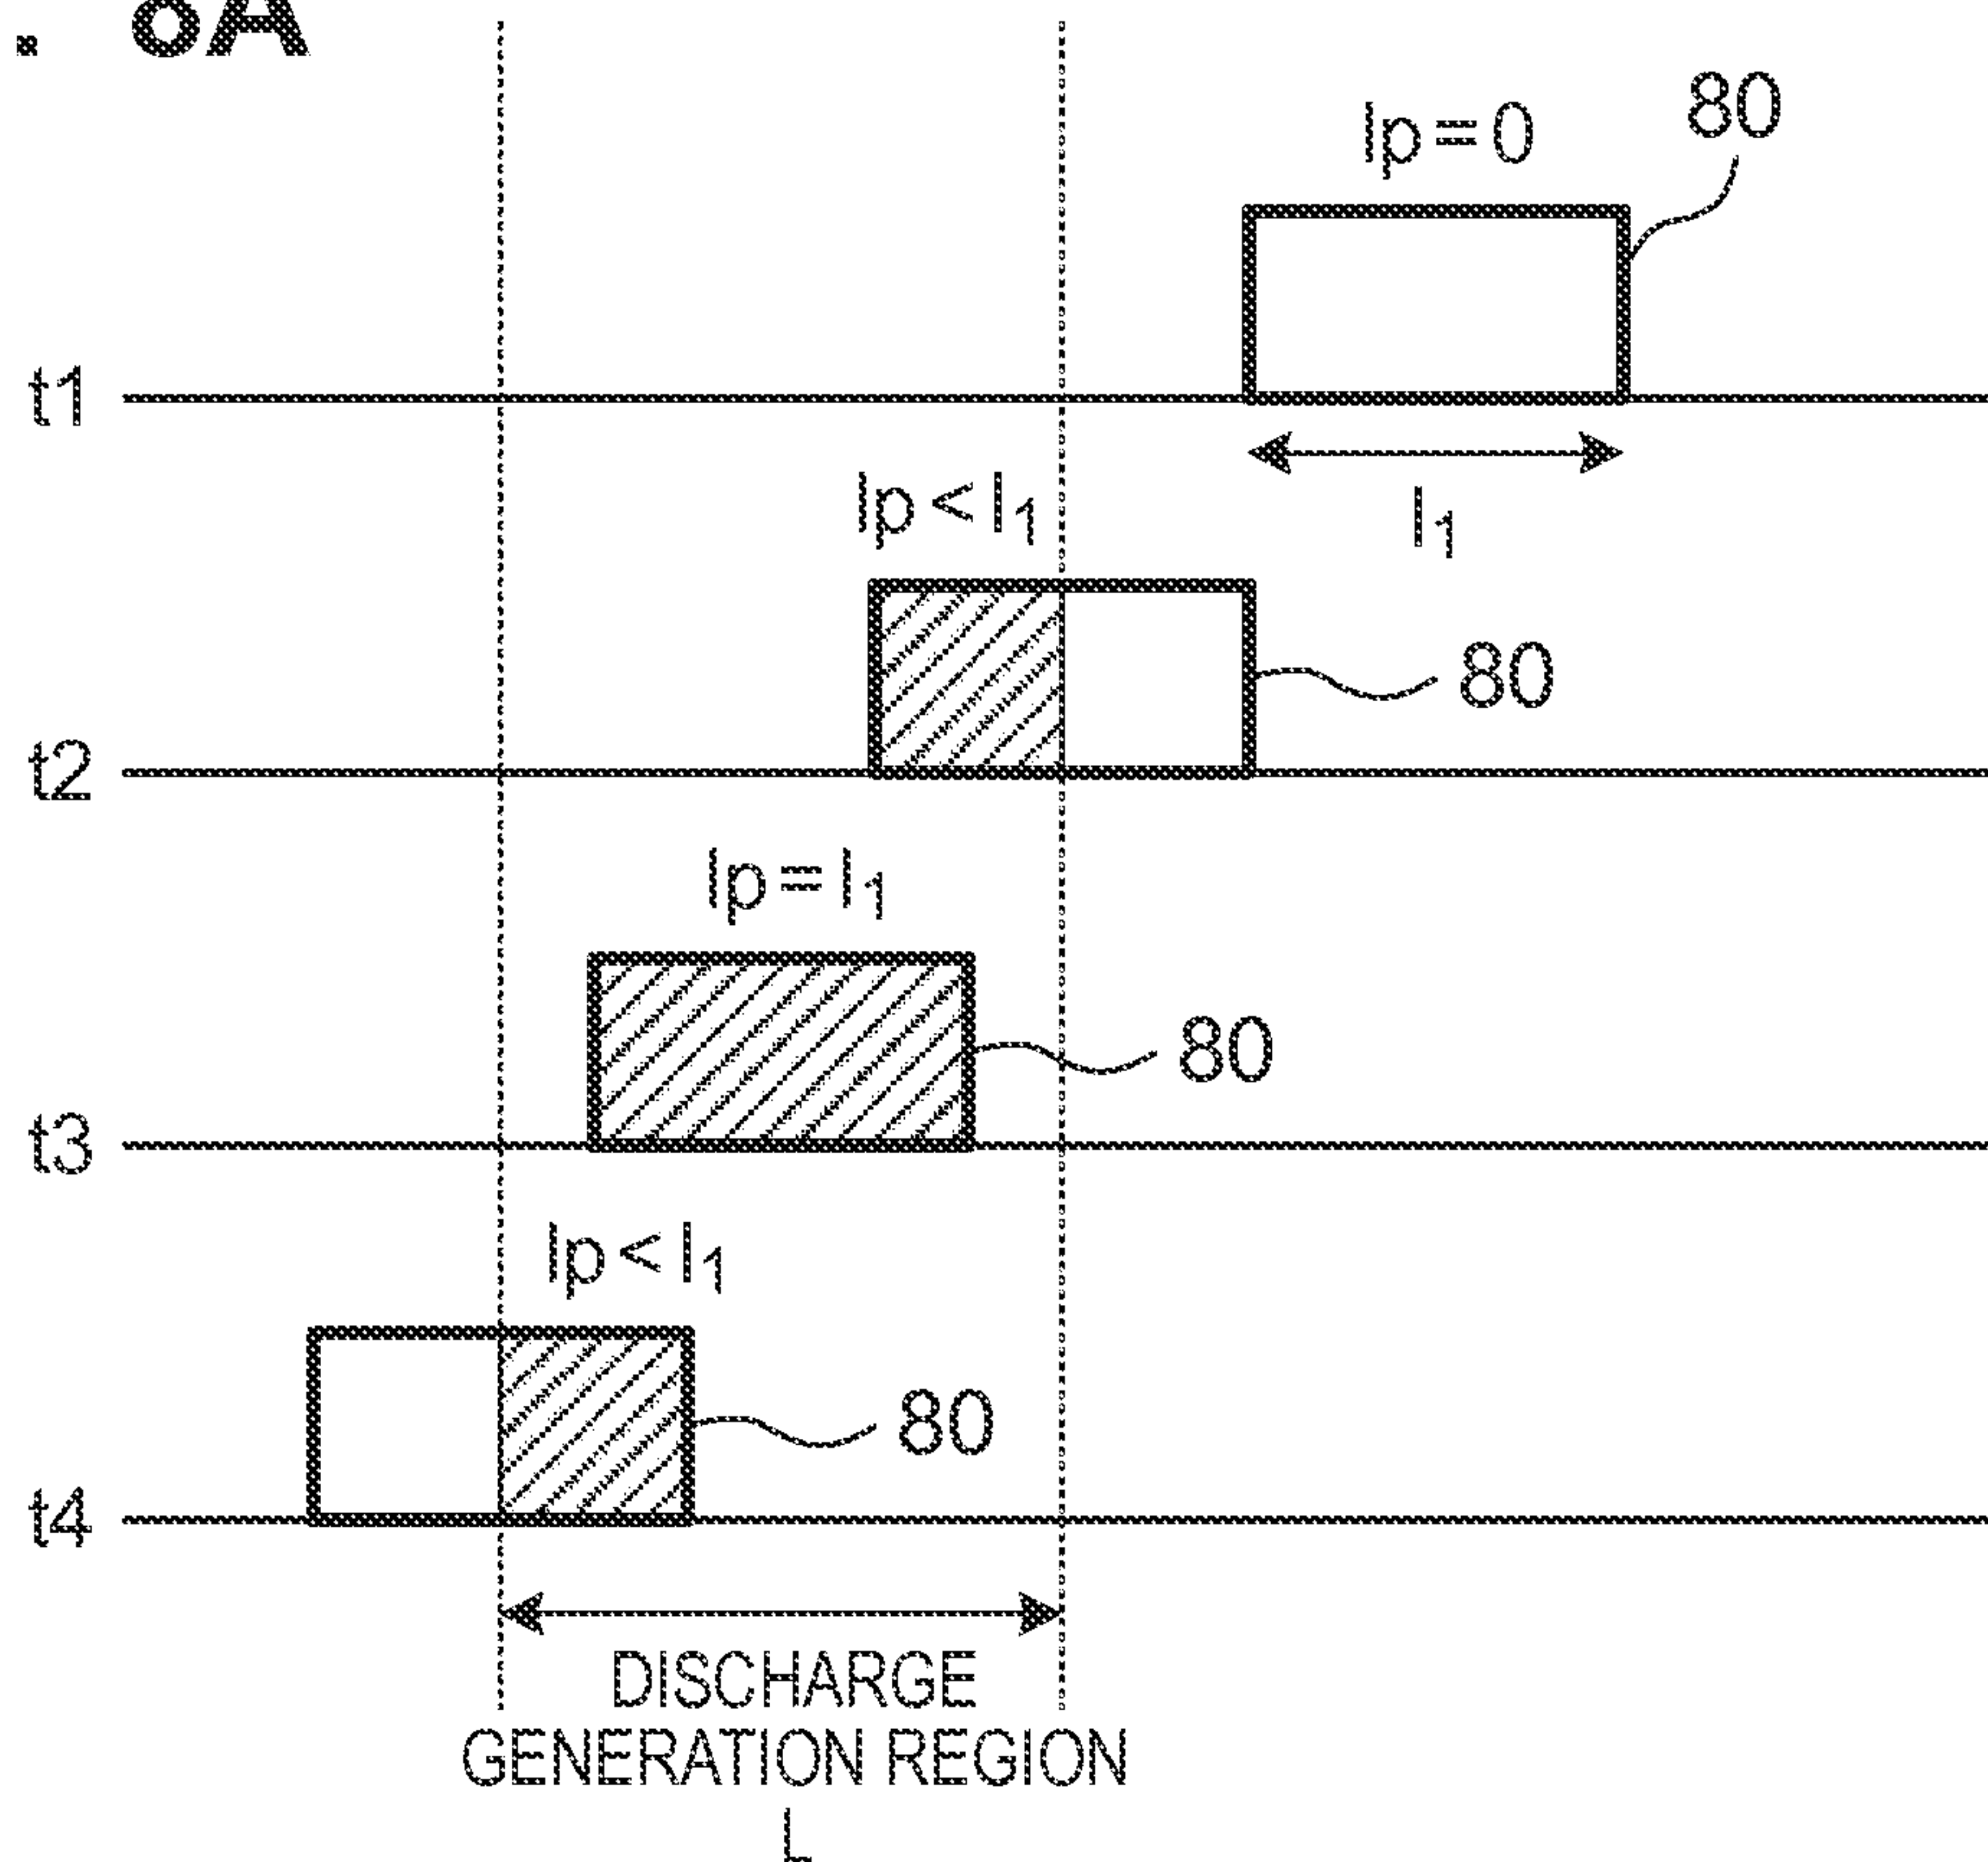 . 8A
lp = 0
80
t1
l1
lp < l1
80
t2
lp = l1
80
t3
lp < l1
80
t4
DISCHARGE
GENERATION REGION
L